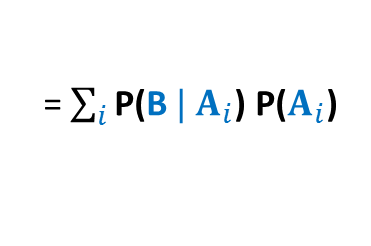 = ∑ᵢ P(B | Aᵢ) P(Aᵢ)